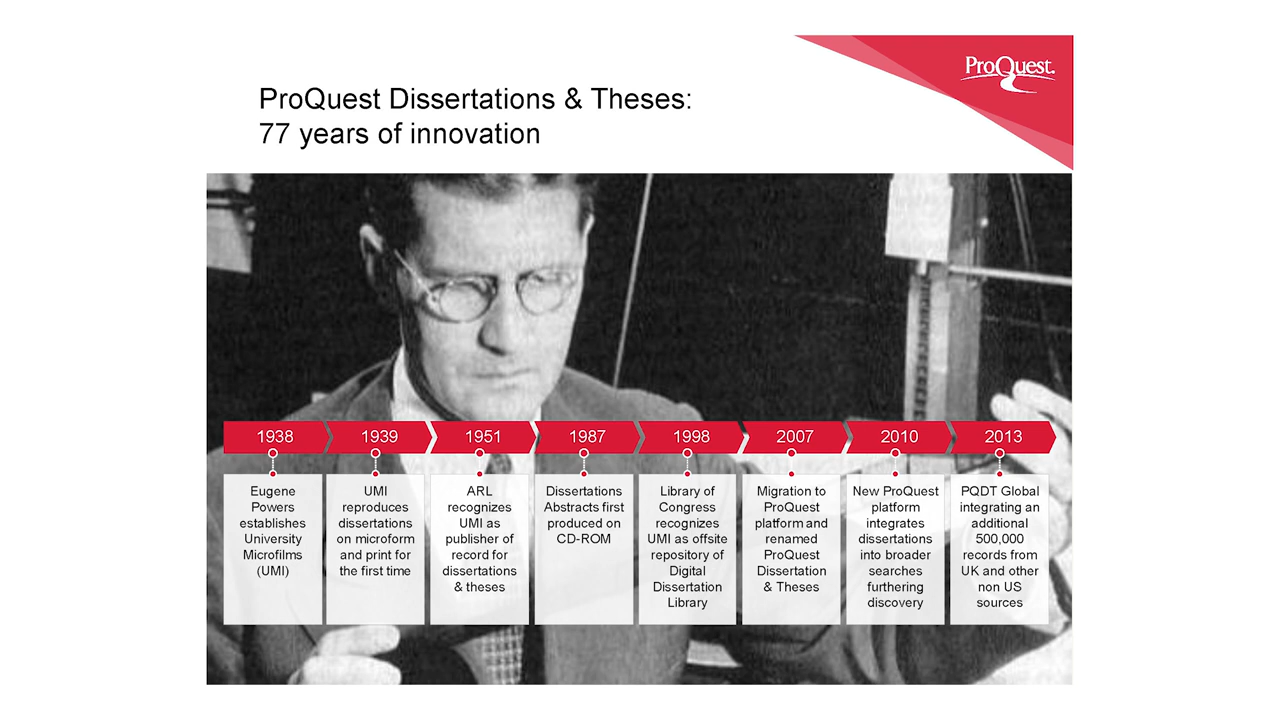 ProQuest.
ProQuest Dissertations & Theses:
77 years of innovation
1938
Eugene
Powers
establishes
University
Microfilms
(UMI)
1939
UMI
reproduces
dissertations
on microform
and print for
the first time
1951
ARL
recognizes
UMI as
publisher of
record for
dissertations
& theses
1987
Dissertations
Abstracts first
produced on
CD-ROM
1998
Library of
Congress
recognizes
UMI as offsite
repository of
Digital
Dissertation
Library
2007
Migration to
ProQuest
platform and
renamed
ProQuest
Dissertation
& Theses
2010
New ProQuest
platform
integrates
dissertations
into broader
searches
furthering
discovery
2013
PQDT Global
integrating an
additional
500,000
records from
UK and other
non US
sources